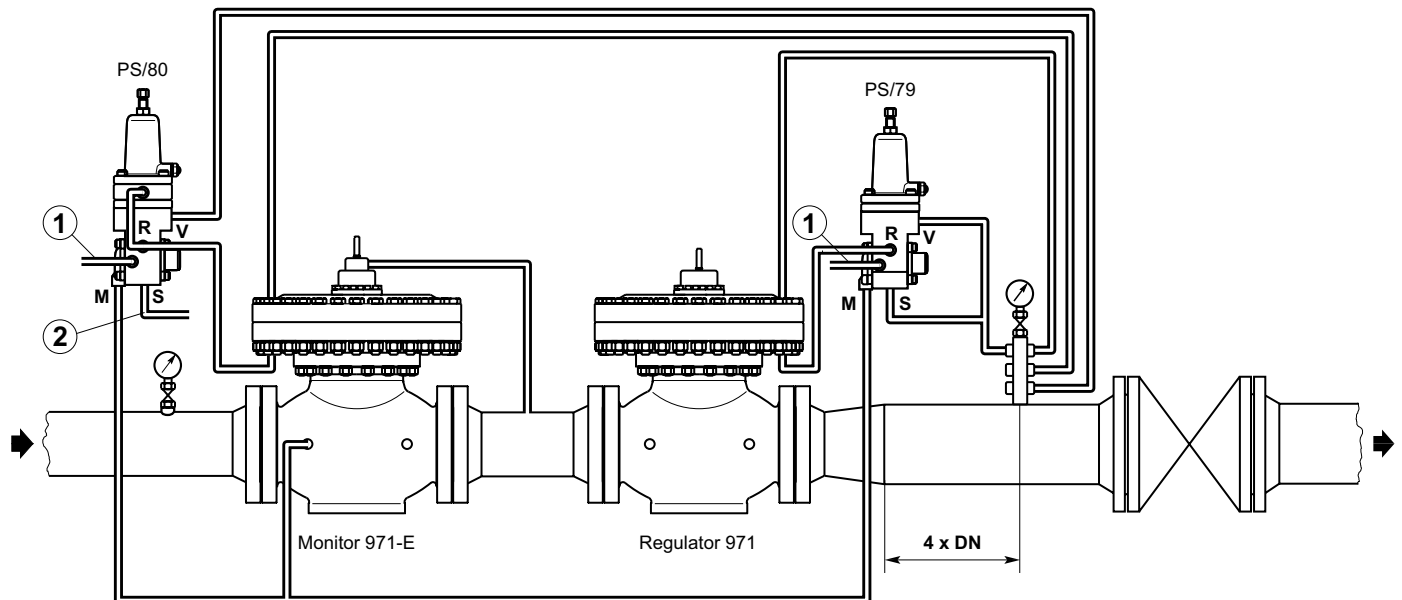 PS/80
PS/79
1
R
V
M
S
2
1
R
V
M
S
Monitor 971-E
Regulator 971
4 x DN